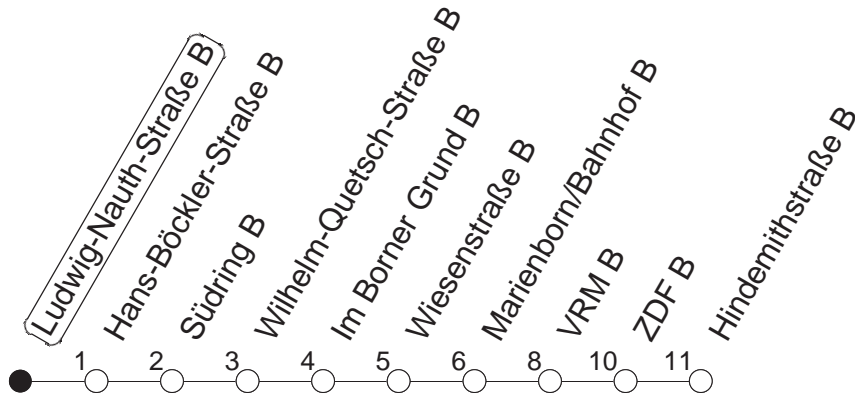 Ludwig-Nauth-Straße B
Hans-Böckler-Straße B
Südring B
Wilhelm-Quetsch-Straße B
Im Borner Grund B
Wiesenstraße B
Marienborn/Bahnhof B
VRM B
ZDF B
Hindemithstraße B
1 2 3 4 5 6 8 10 11